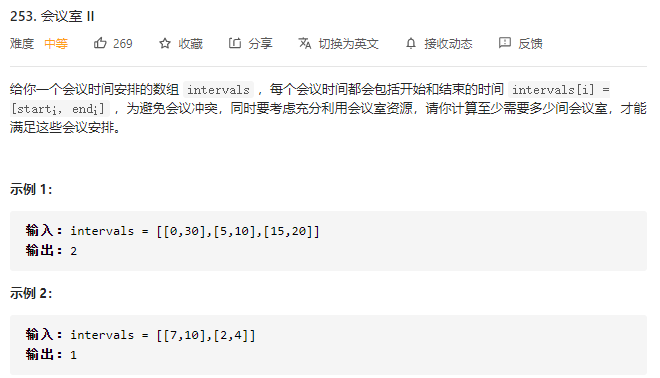 253. 会议室 II
难度 中等 269 收藏 分享 切换为英文 接收动态 反馈
给你一个会议时间安排的数组 intervals ，每个会议时间都会包括开始和结束的时间 intervals[i] =
[starti, endi] ，为避免会议冲突，同时要考虑充分利用会议室资源，请你计算至少需要多少间会议室，才能
满足这些会议安排。
示例 1：
输入：intervals = [[0,30],[5,10],[15,20]]
输出：2
示例 2：
输入：intervals = [[7,10],[2,4]]
输出：1